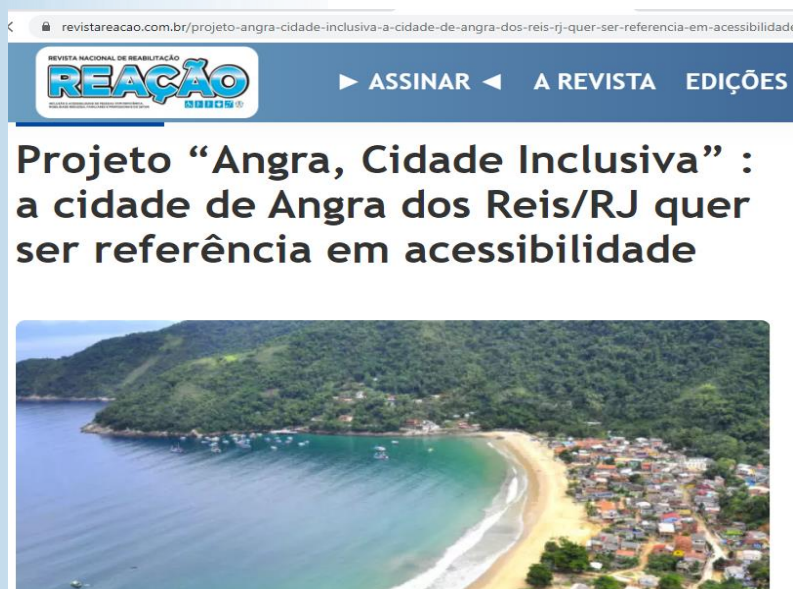 revistareacao.com.br/projeto-angra-cidade-inclusiva-a-cidade-de-angra-dos-reis-rj-quer-ser-referencia-em-acessibilidade
REVISTA NACIONAL DE REABILITAÇÃO
REAÇÃO
► ASSINAR ◄ A REVISTA EDIÇÕES
Projeto “Angra, Cidade Inclusiva” :
a cidade de Angra dos Reis/RJ quer
ser referência em acessibilidade